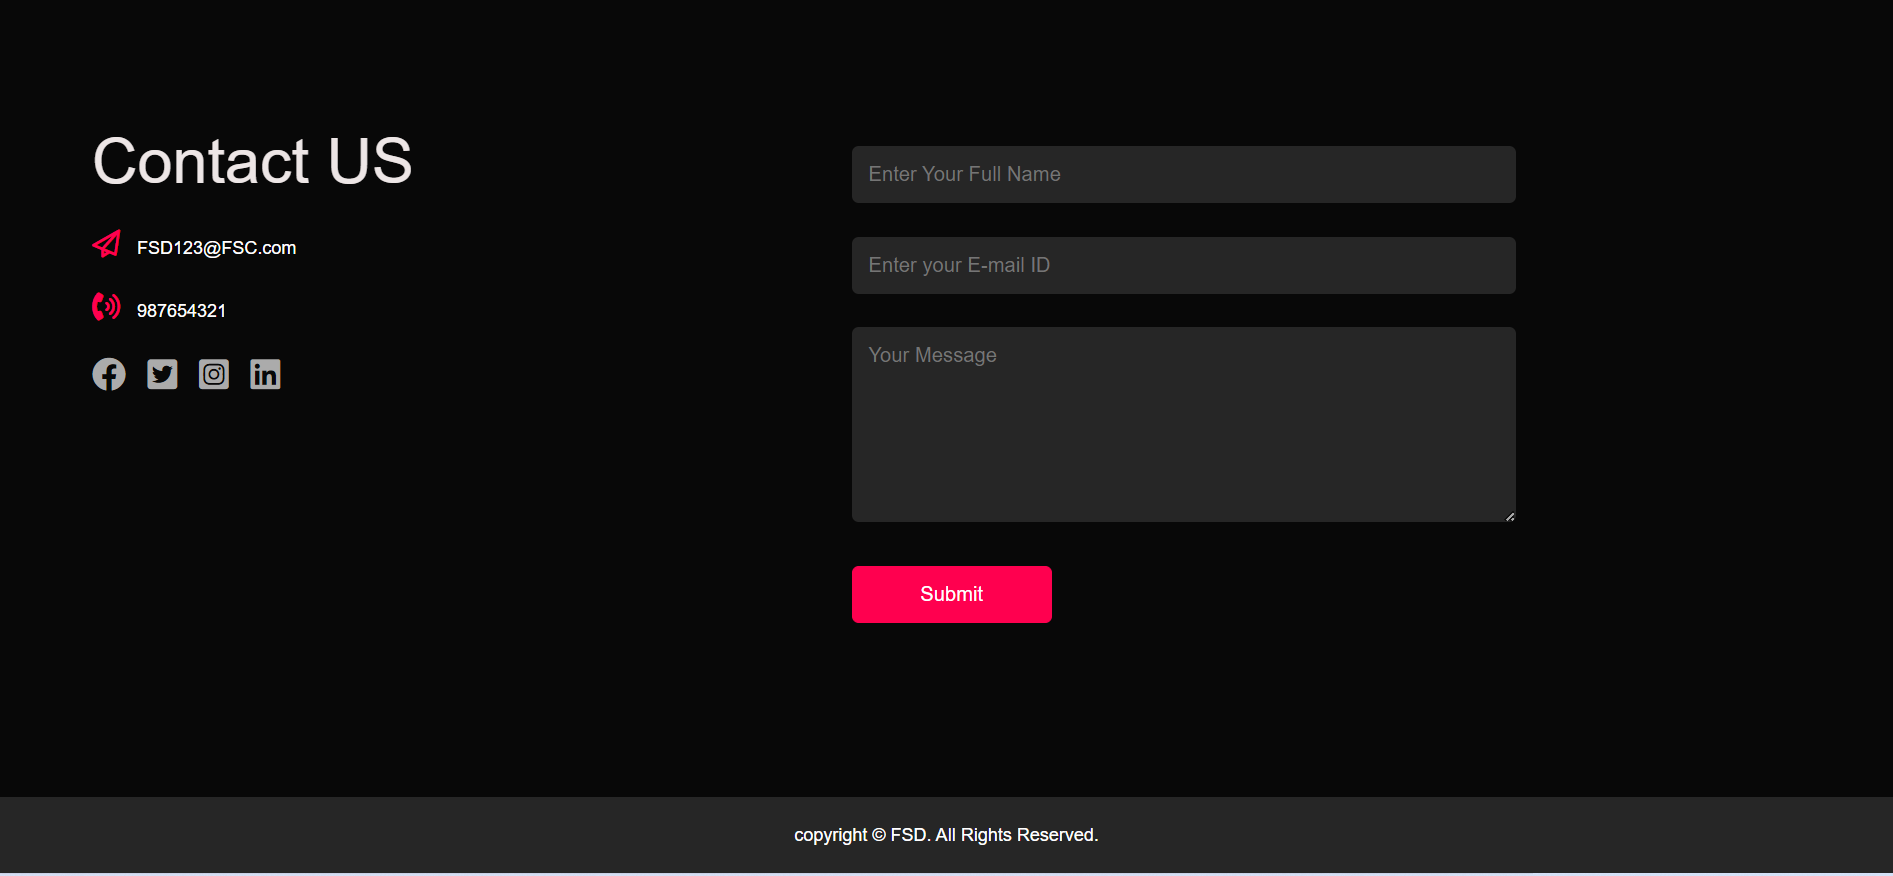 Contact US
FSD123@FSC.com
987654321
Enter Your Full Name
Enter your E-mail ID
Your Message
Submit
copyright © FSD. All Rights Reserved.